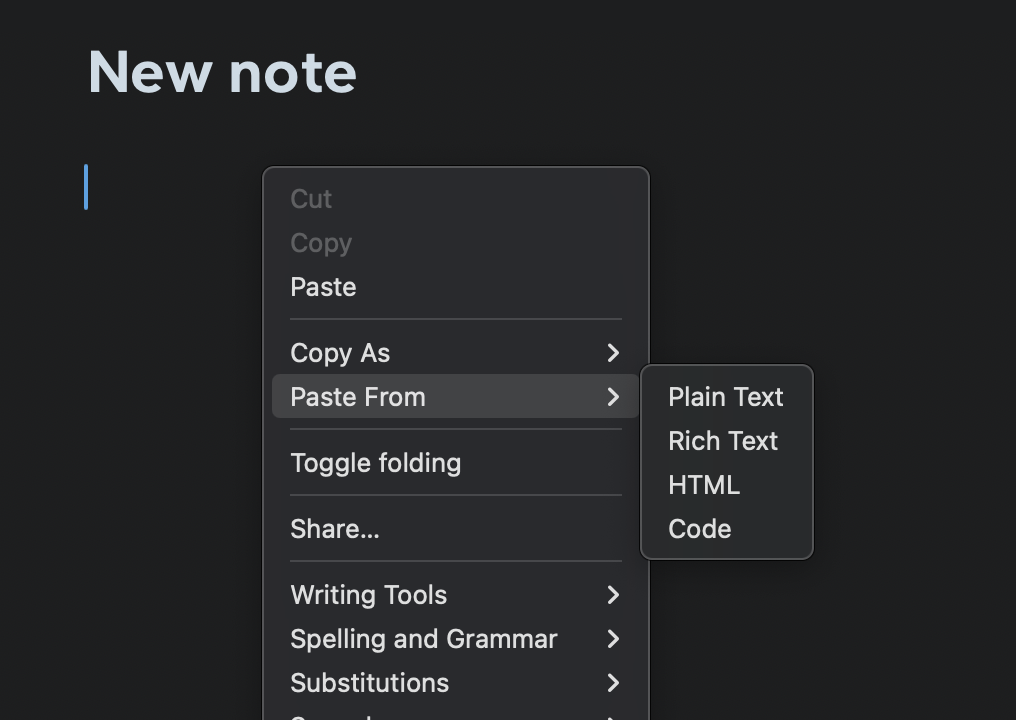 New note
Cut
Copy
Paste
Copy As
Paste From
Plain Text
Rich Text
HTML
Code
Toggle folding
Share...
Writing Tools
Spelling and Grammar
Substitutions